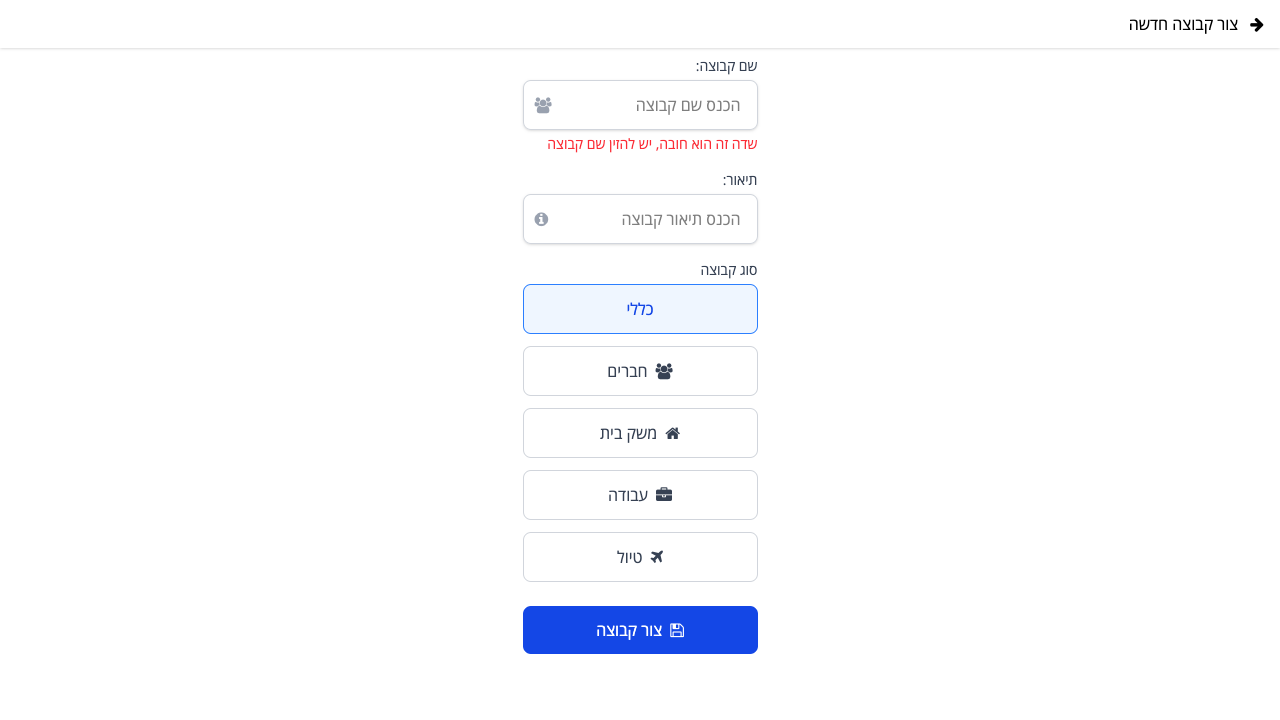 צור קבוצה חדשה
שם קבוצה:
הכנס שם קבוצה
שדה זה הוא חובה, יש להזין שם קבוצה
תיאור:
הכנס תיאור קבוצה
סוג קבוצה
כללי
חברים
משק בית
עבודה
טיול
צור קבוצה